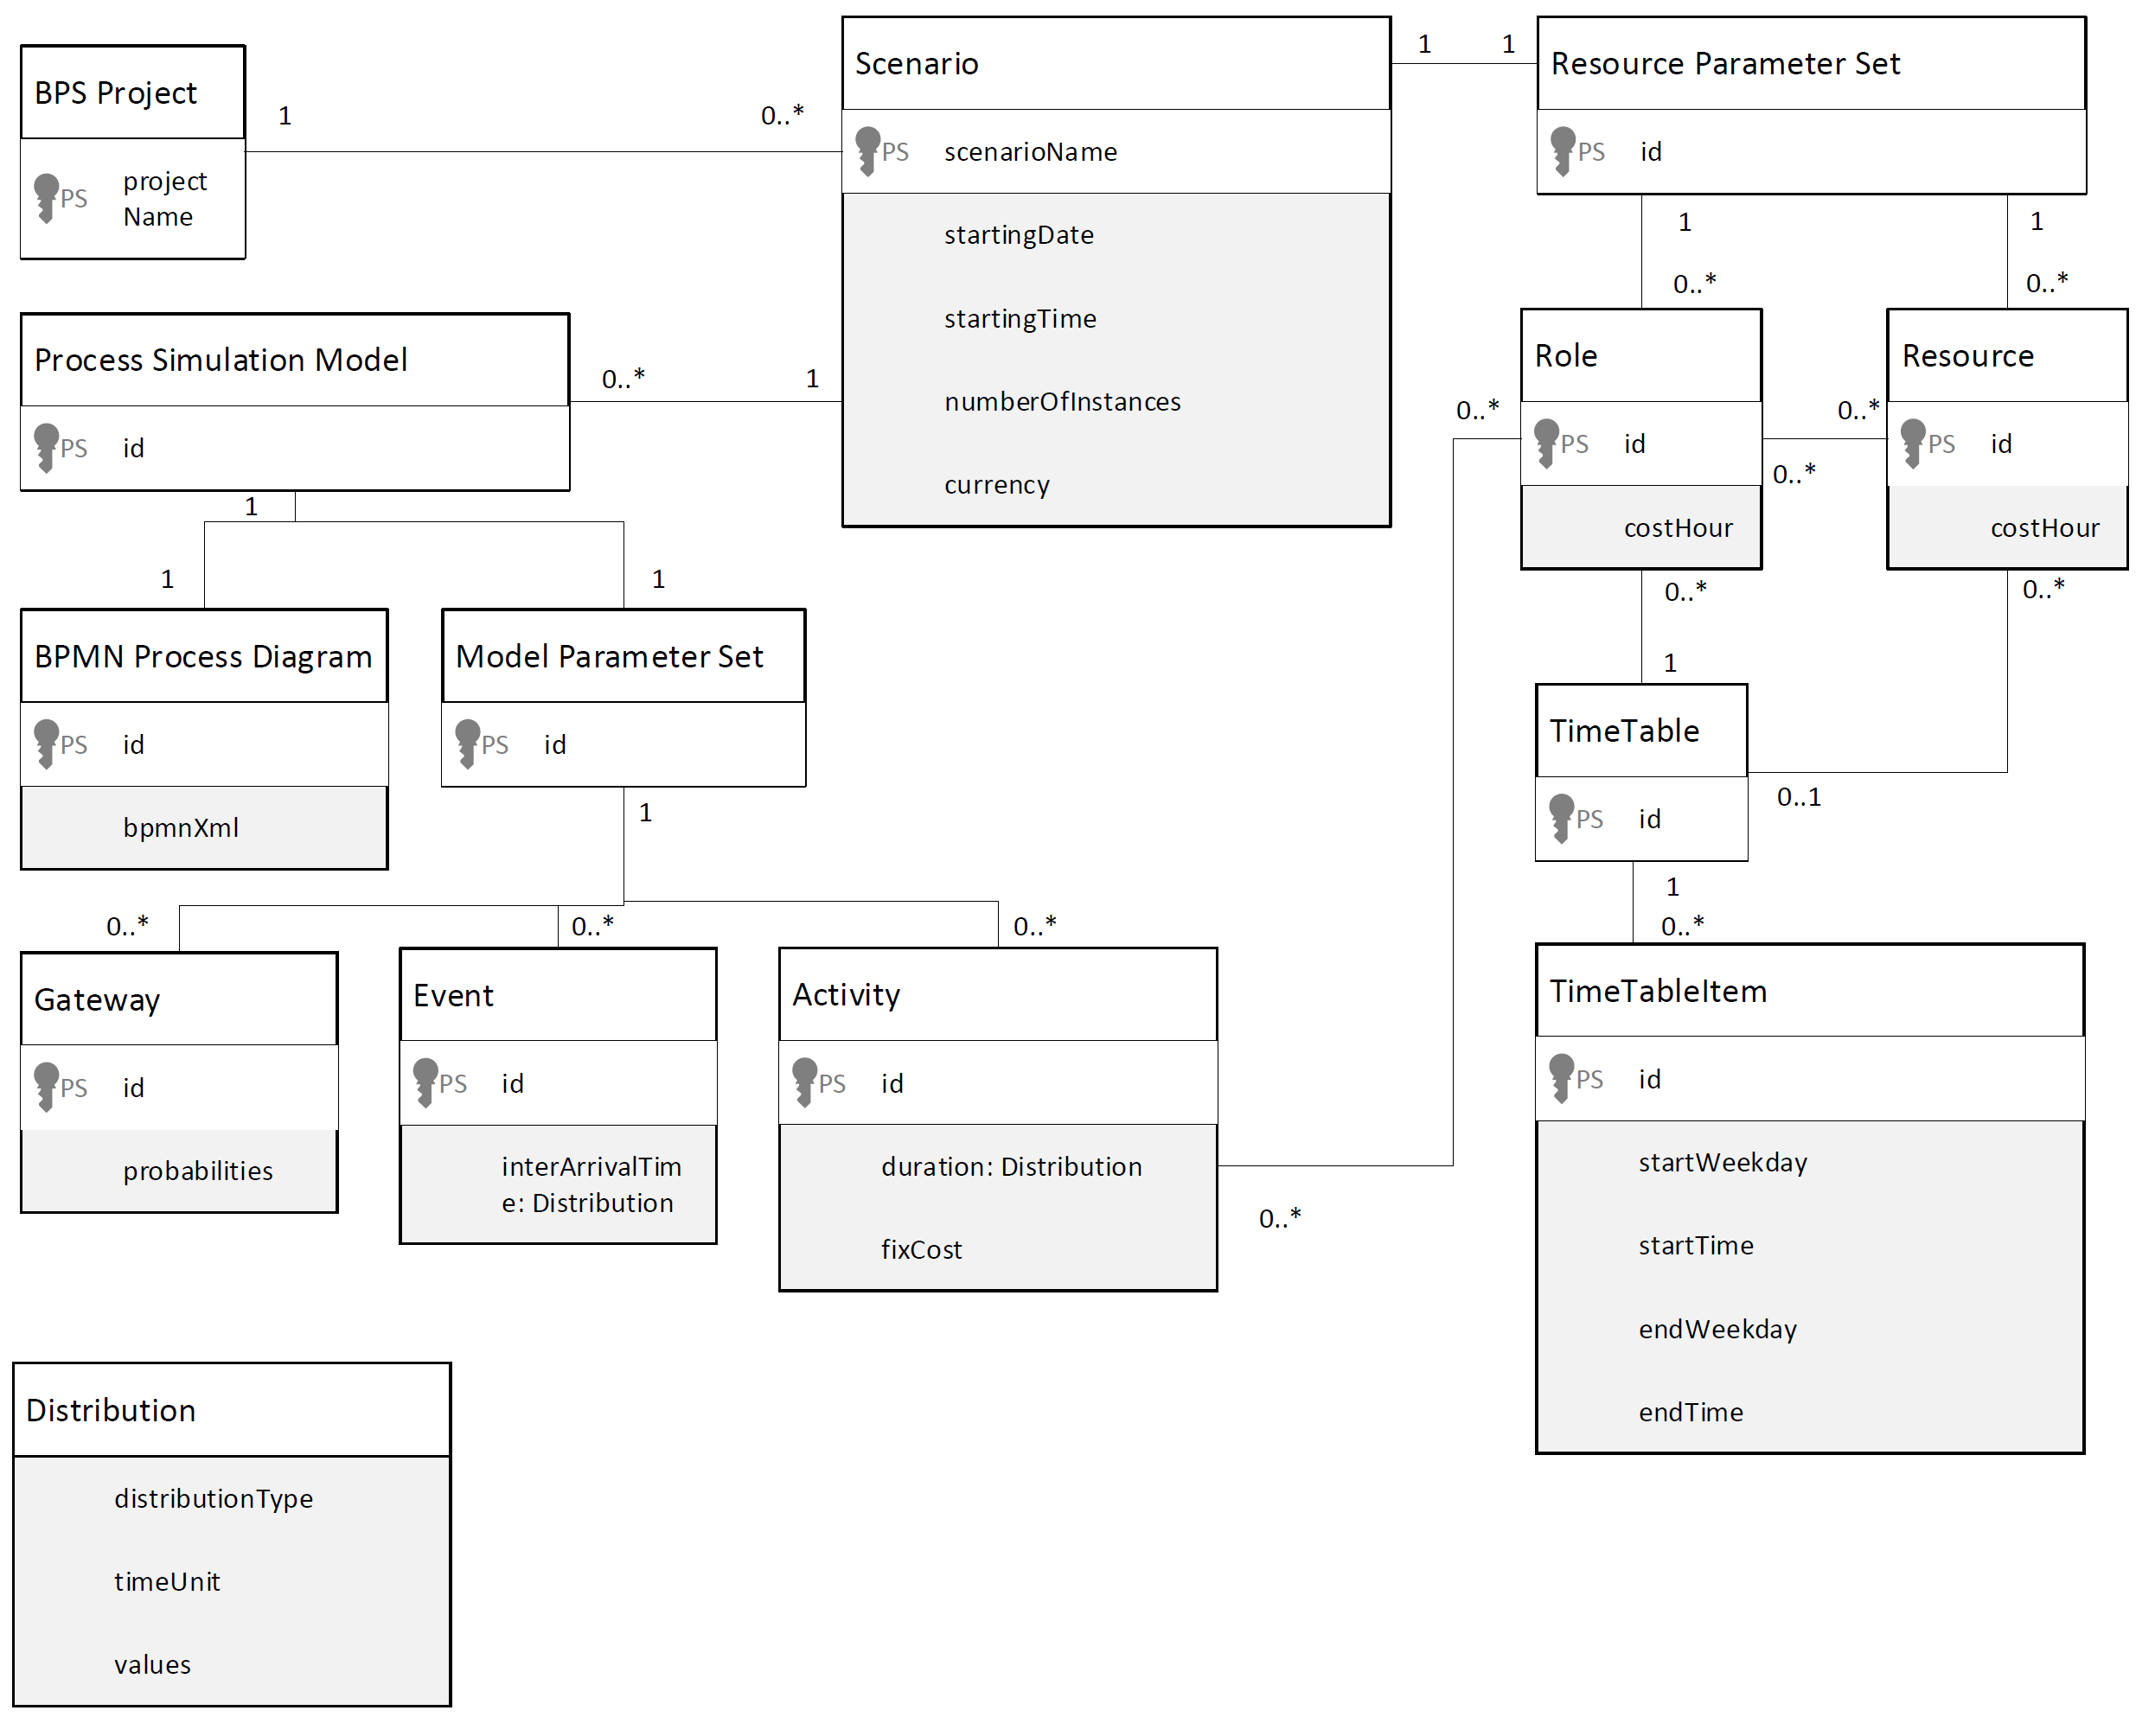 BPS Project
PS
project
Name
1
0..*
Scenario
PS
scenarioName
startingDate
startingTime
numberOfInstances
currency
1
1
Resource Parameter Set
PS
id
1
0..*
1
0..*
Process Simulation Model
PS
id
0..*
1
1
1
1
Role
PS
id
costHour
0..*
0..*
0..*
Resource
PS
id
costHour
0..*
1
0..*
0..1
BPMN Process Diagram
PS
id
bpmnXml
Model Parameter Set
PS
id
1
TimeTable
PS
id
1
0..*
0..*
0..*
0..*
Gateway
PS
id
probabilities
Event
PS
id
interArrivalTim
e: Distribution
Activity
PS
id
duration: Distribution
fixCost
0..*
TimeTableItem
PS
id
startWeekday
startTime
endWeekday
endTime
Distribution
distributionType
timeUnit
values